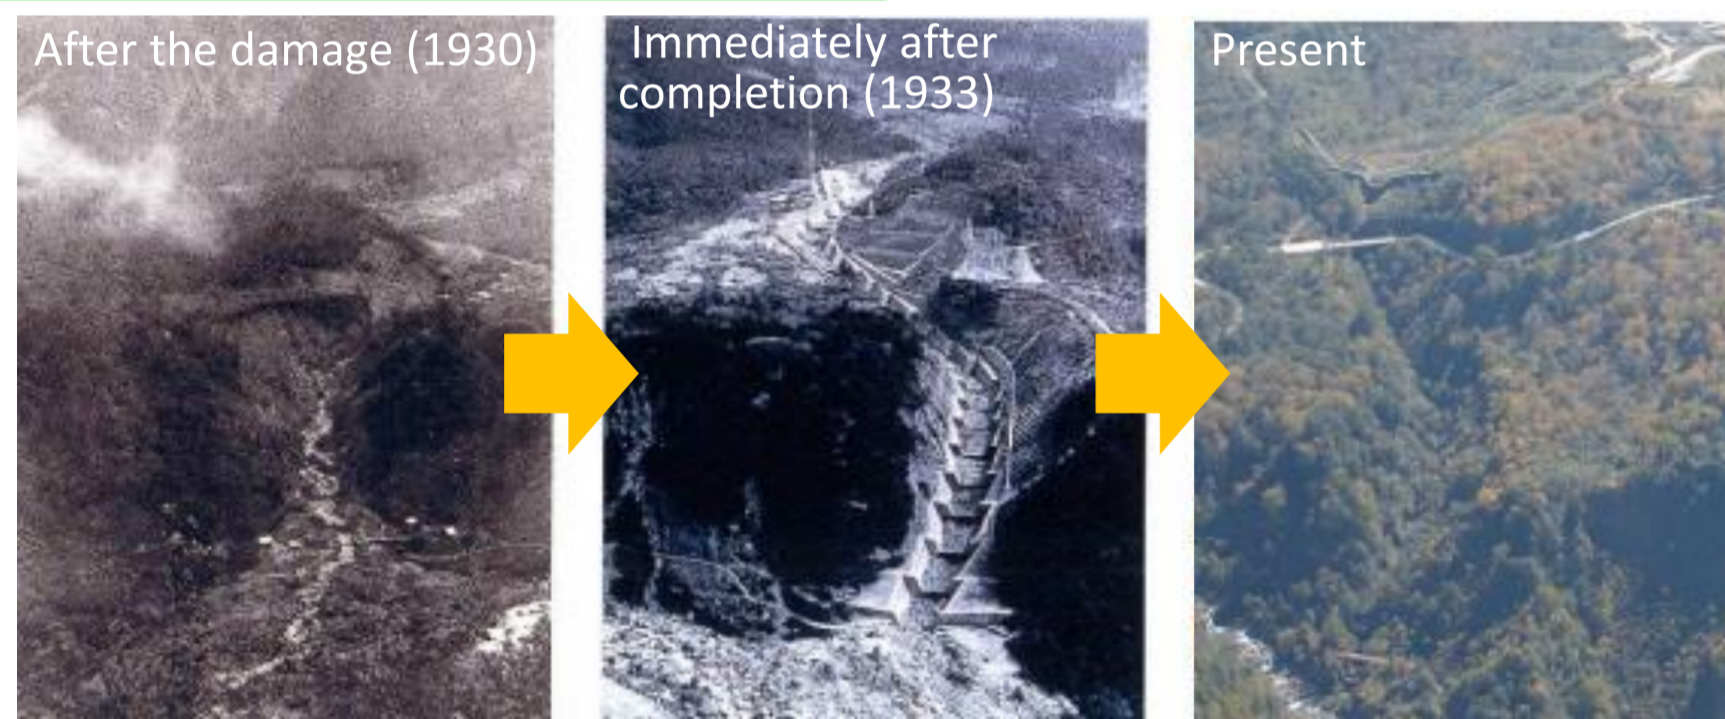 After the damage (1930)
Immediately after
completion (1933)
Present